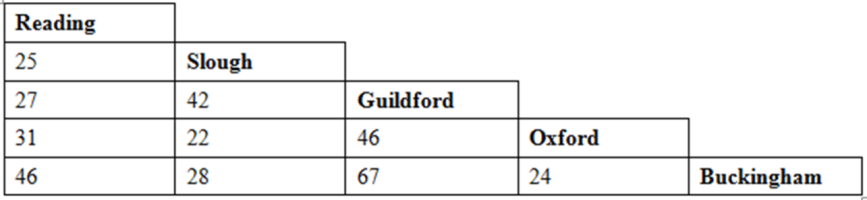 Reading
25 Slough
27 42 Guildford
31 22 46 Oxford
46 28 67 24 Buckingham